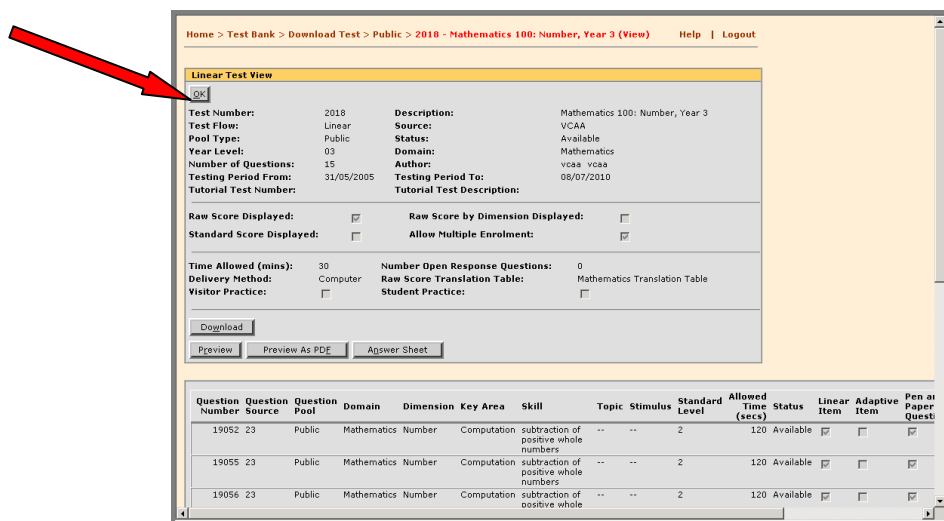 Home > Test Bank > Download Test > Public > 2018 - Mathematics 100: Number, Year 3 (View) Help | Logout
Linear Test View
OK
Test Number: 2018 Description: Mathematics 100: Number, Year 3
Test Flow: Linear Source: VCAA
Pool Type: Public Status: Available
Year Level: 03 Domain: Mathematics
Number of Questions: 15 Author: vcaa vcaa
Testing Period From: 31/05/2005 Testing Period To: 08/07/2010
Tutorial Test Number: Tutorial Test Description:
Raw Score Displayed: Raw Score by Dimension Displayed:
Standard Score Displayed: Allow Multiple Enrolment:
Time Allowed (mins): 30 Number Open Response Questions: 0
Delivery Method: Computer Raw Score Translation Table: Mathematics Translation Table
Visitor Practice: Student Practice:
Download
Preview Preview As PDF Answer Sheet
Question Number Question Source Question Pool Domain Dimension Key Area Skill Topic Stimulus Standard Level Allowed Time (secs) Status Linear Item Adaptive Item Pen an Paper Questi
19052 23 Public Mathematics Number Computation subtraction of -- -- 2 120 Available
positive whole
numbers
19055 23 Public Mathematics Number Computation subtraction of -- -- 2 120 Available
positive whole
numbers
19056 23 Public Mathematics Number Computation subtraction of -- -- 2 120 Available
positive whole